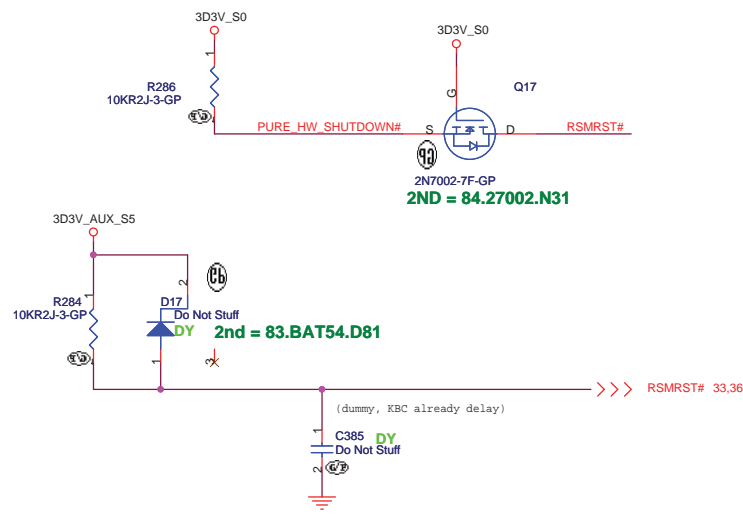 3D3V_S0
1
R286
10KR2J-3-GP
PURE_HW_SHUTDOWN#
3D3V_S0
G
Q17
S
D
RSMRST#
2N7002-7F-GP
2ND = 84.27002.N31
3D3V_AUX_S5
1
R284
10KR2J-3-GP
2
D17
Do Not Stuff
DY
2nd = 83.BAT54.D81
1
3
RSMRST# 33,36
(dummy, KBC already delay)
1
C385
DY
Do Not Stuff
2